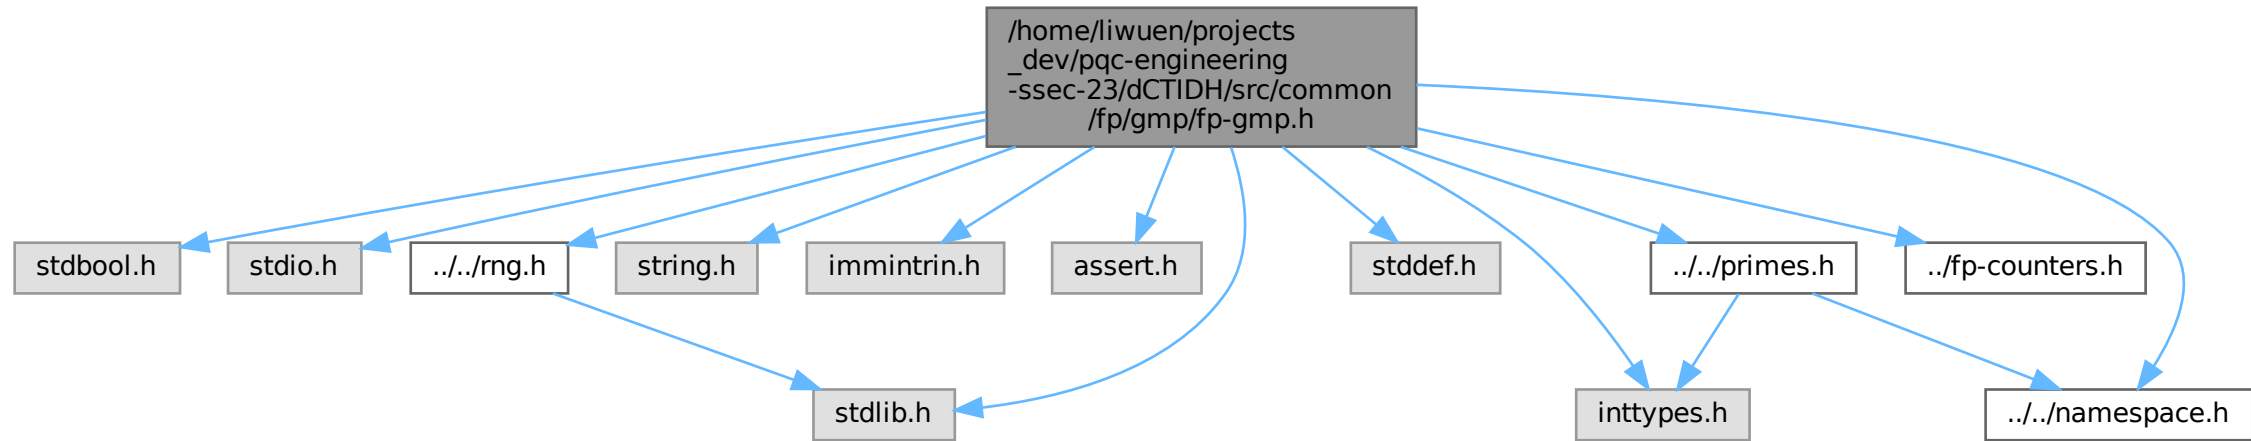 /home/liwuen/projects
_dev/pqc-engineering
-ssec-23/dCTIDH/src/common
/fp/gmp/fp-gmp.h
stdbool.h
stdio.h
../../rng.h
string.h
immintrin.h
assert.h
stddef.h
../../primes.h
../fp-counters.h
stdlib.h
inttypes.h
../../namespace.h